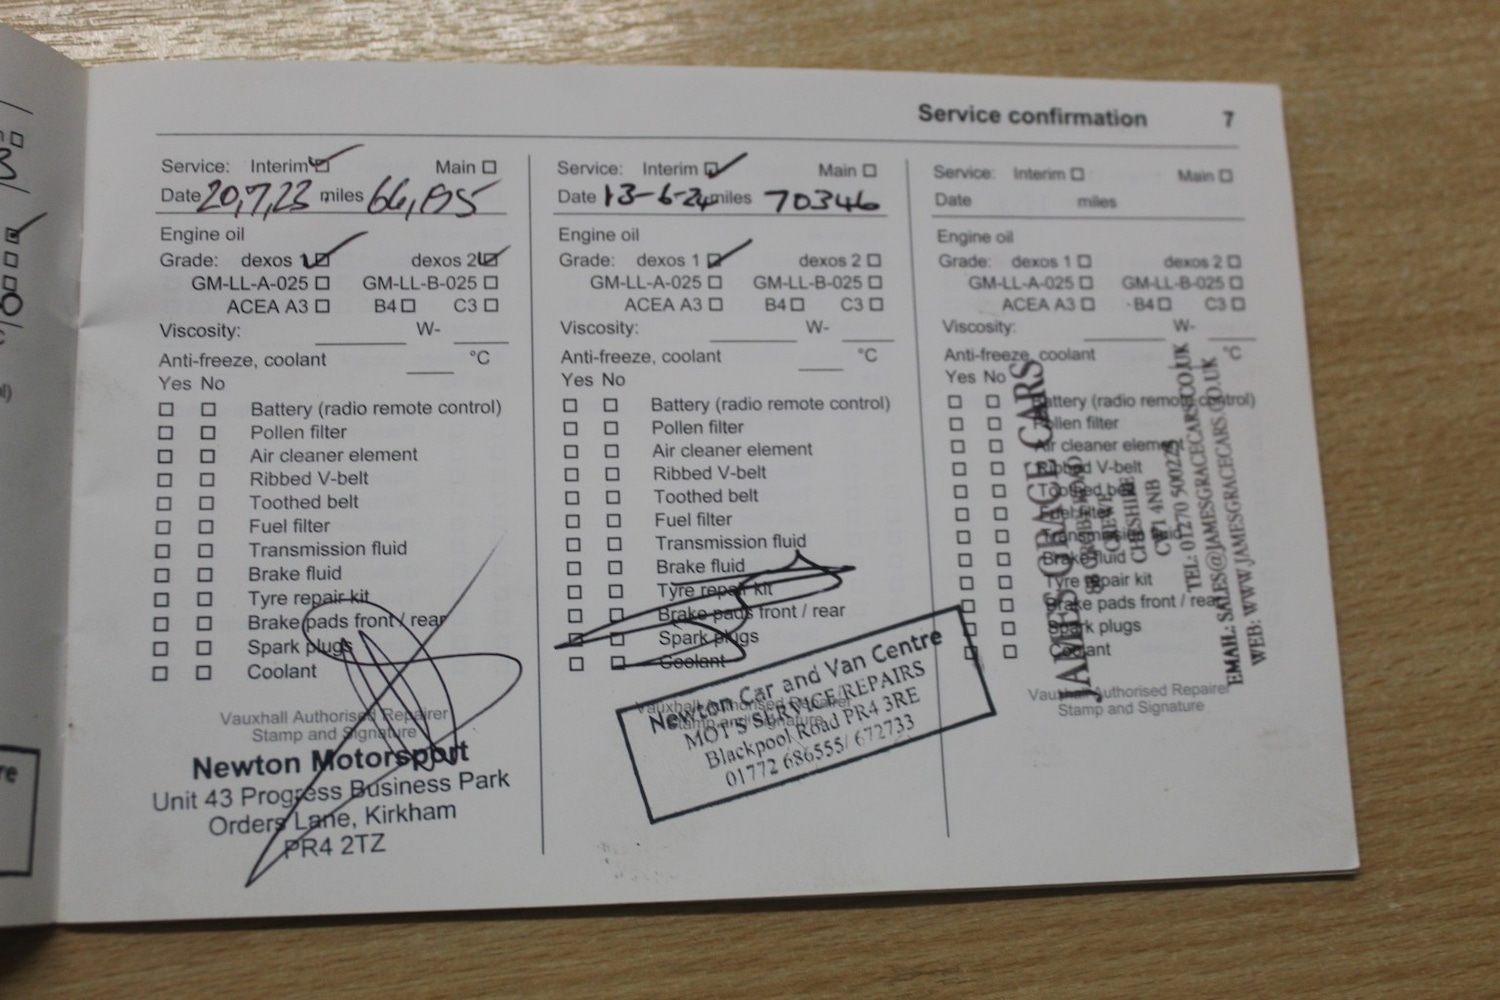 Service confirmation 7
Service: Interim Main
Date 20,7,23 miles
Engine oil
Grade: dexos 1 dexos 2
GM-LL-A-025 GM-LL-B-025
ACEA A3 B4 C3
Viscosity: W-
Anti-freeze, coolant °C
Yes No
Battery (radio remote control)
Pollen filter
Air cleaner element
Ribbed V-belt
Toothed belt
Fuel filter
Transmission fluid
Brake fluid
Tyre repair kit
Brake pads front / rear
Spark plugs
Coolant
Vauxhall Authorised Repairer
Stamp and Signature
Newton Motorsport
Unit 43 Progress Business Park
Orders Lane, Kirkham
PR4 2TZ
Service: Interim Main
Date 13-6-24 miles 70346
Engine oil
Grade: dexos 1 dexos 2
GM-LL-A-025 GM-LL-B-025
ACEA A3 B4 C3
Viscosity: W-
Anti-freeze, coolant °C
Yes No
Battery (radio remote control)
Pollen filter
Air cleaner element
Ribbed V-belt
Toothed belt
Fuel filter
Transmission fluid
Brake fluid
Tyre repair kit
Brake pads front / rear
Spark plugs
Coolant
Vauxhall Authorised Repairer
Stamp and Signature
Newton Car and Van Centre
MOT'S SERVICE/REPAIRS
Blackpool Road PR4 3RE
01772 686555/ 672733
Service: Interim Main
Date miles
Engine oil
Grade: dexos 1 dexos 2
GM-LL-A-025 GM-LL-B-025
ACEA A3 B4 C3
Viscosity: W-
Anti-freeze, coolant °C
Yes No
Battery (radio remote control)
Pollen filter
Air cleaner element
Ribbed V-belt
Toothed belt
Fuel filter
Transmission fluid
Brake fluid
Tyre repair kit
Brake pads front / rear
Spark plugs
Coolant
Vauxhall Authorised Repairer
Stamp and Signature
JAMES GRACE CARS
ROAD
CREWE
CHESHIRE
CW1 4NB
TEL: 01270 500229
EMAIL: SALES@JAMESGRACECARS.CO.UK
WEB: WWW.JAMESGRACECARS.CO.UK